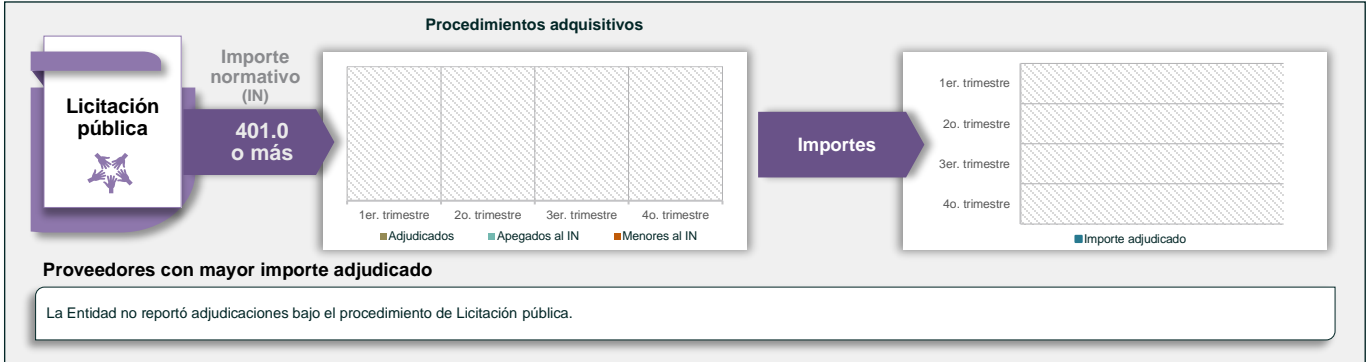 Procedimientos adquisitivos
Licitación
pública
Importe
normativo
(IN)
401.0
o más
1er. trimestre
2o. trimestre
3er. trimestre
4o. trimestre
Adjudicados
Apegados al IN
Menores al IN
Importes
1er. trimestre
2o. trimestre
3er. trimestre
4o. trimestre
Importe adjudicado
Proveedores con mayor importe adjudicado
La Entidad no reportó adjudicaciones bajo el procedimiento de Licitación pública.